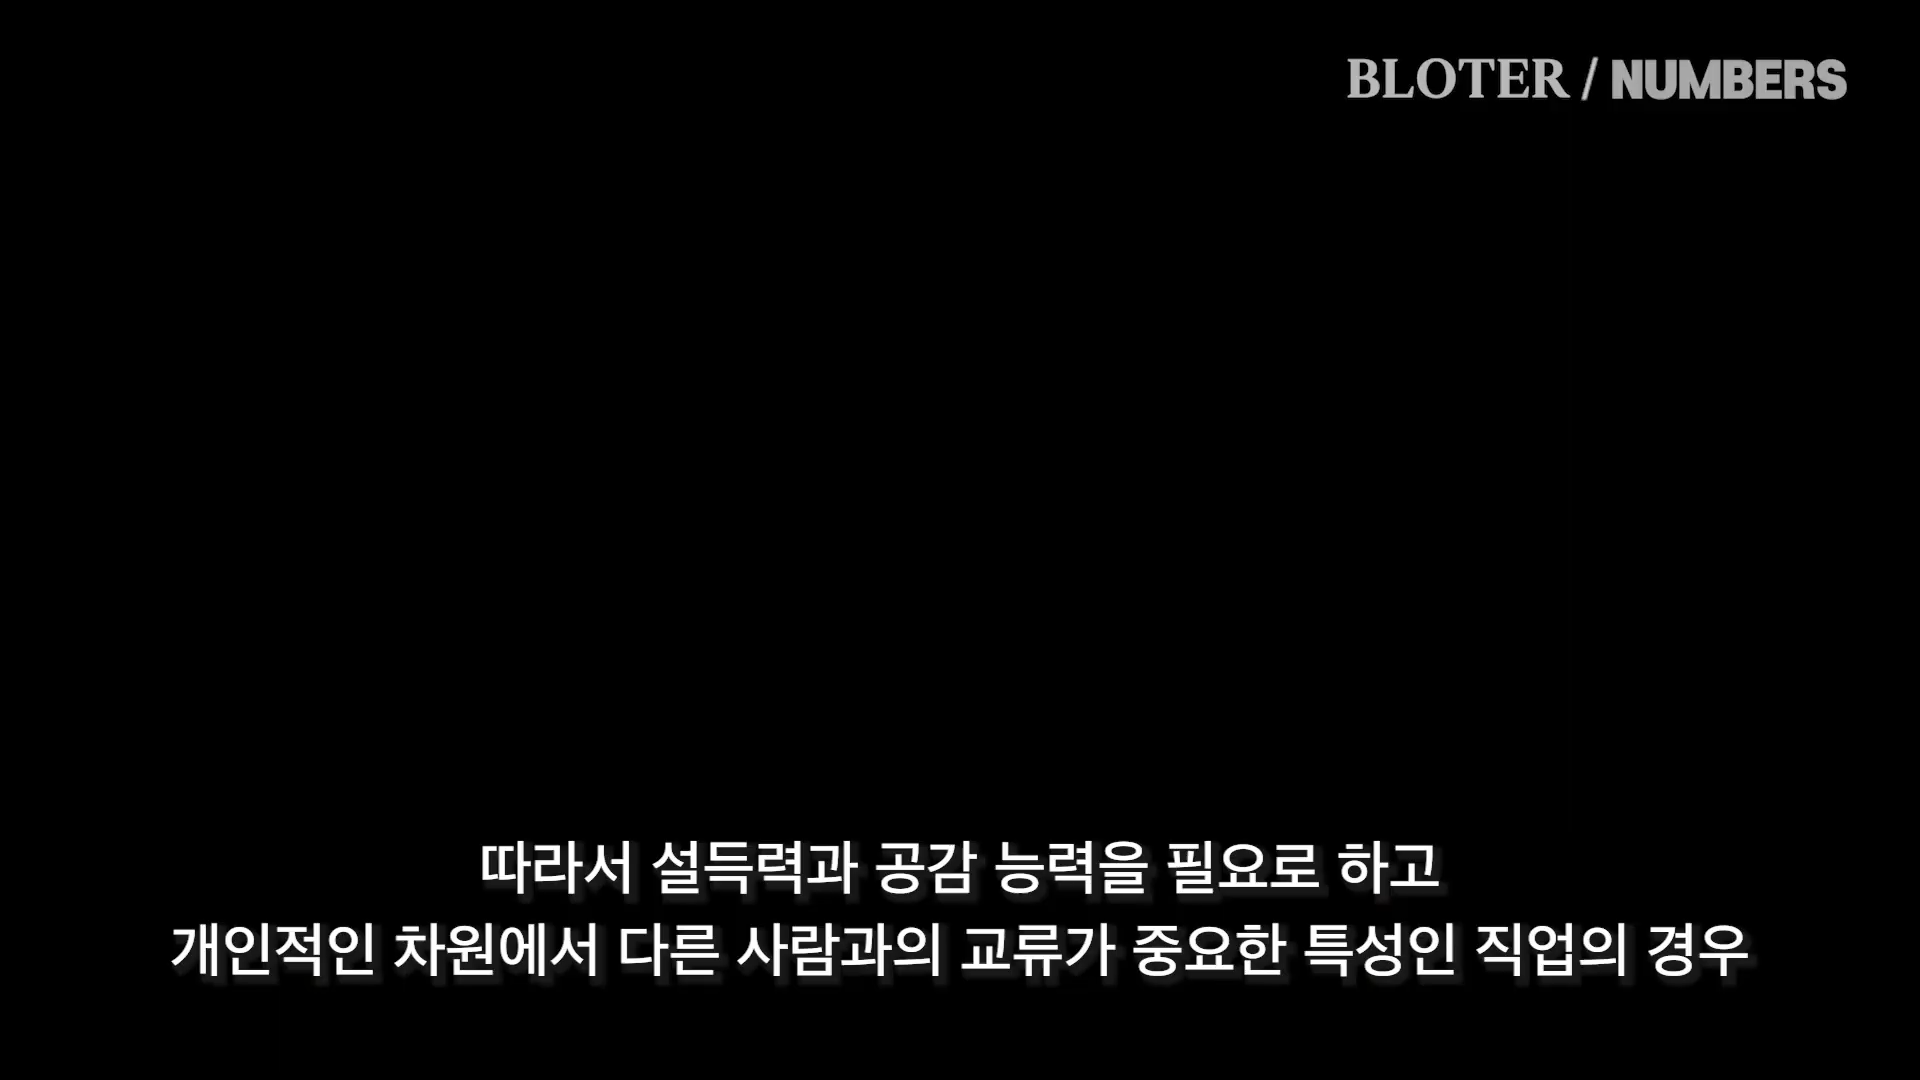 BLOTER / NUMBERS
따라서 설득력과 공감 능력을 필요로 하고
개인적인 차원에서 다른 사람과의 교류가 중요한 특성인 직업의 경우